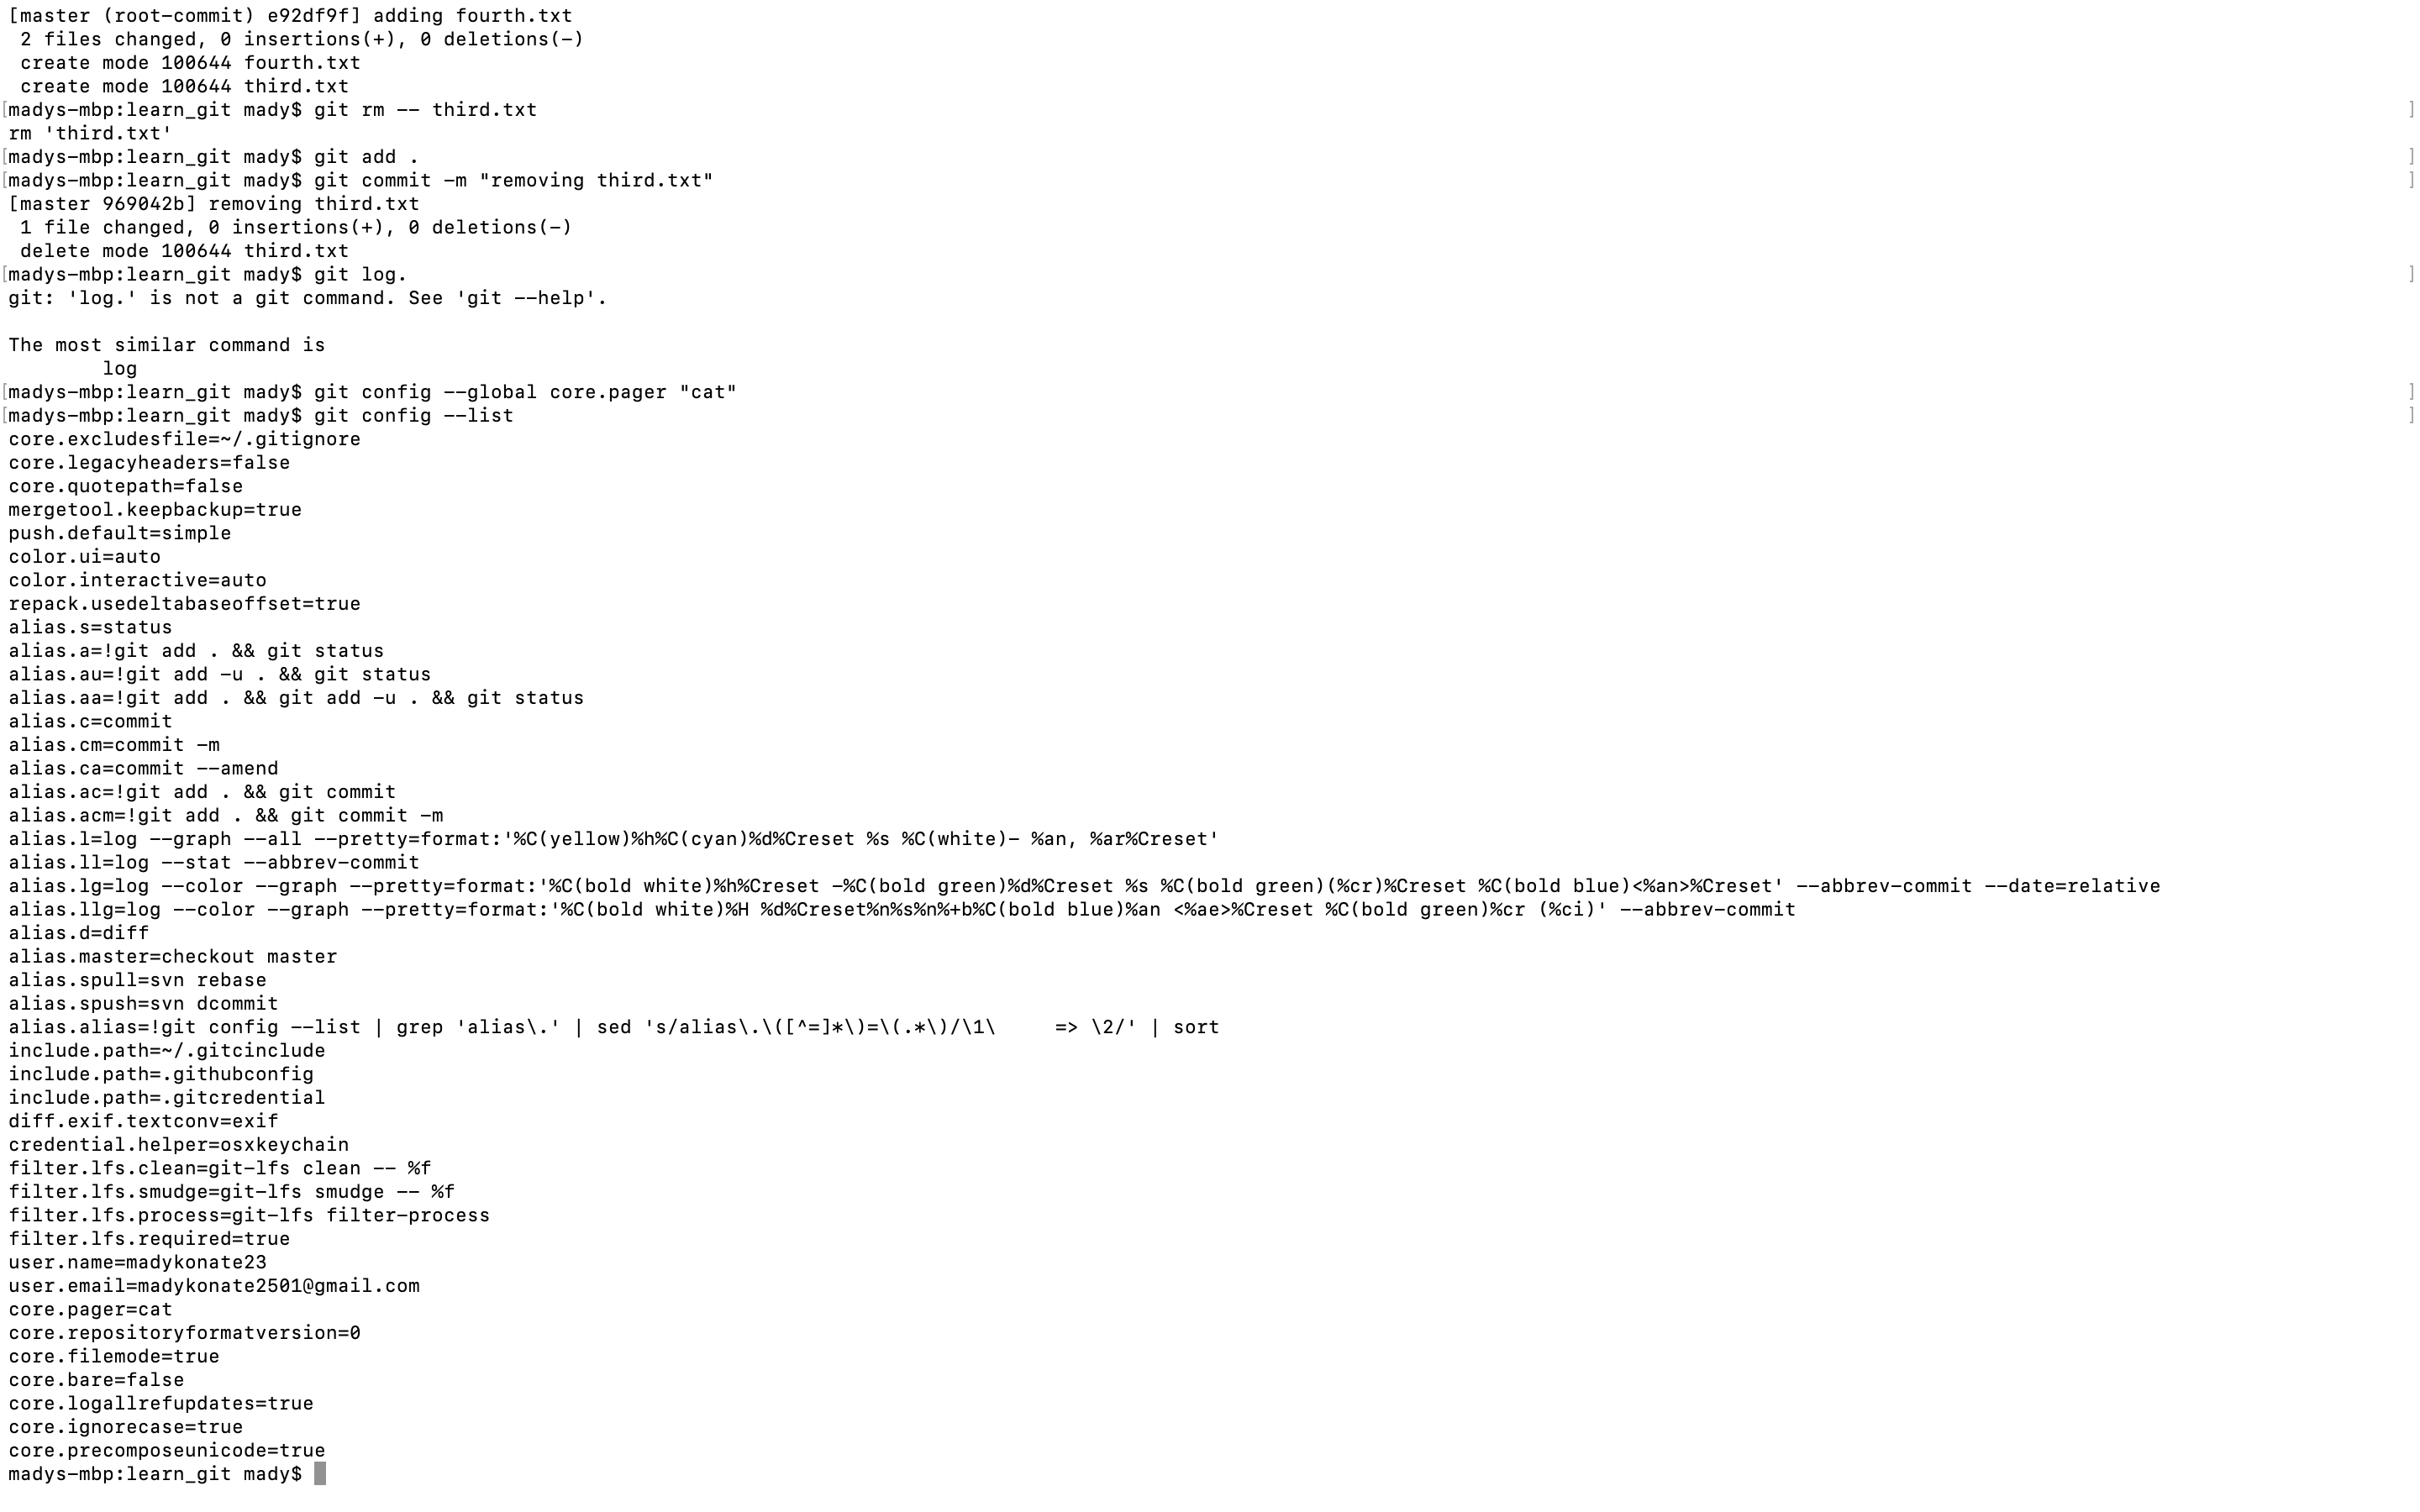 [master (root-commit) e92df9f] adding fourth.txt
 2 files changed, 0 insertions(+), 0 deletions(-)
 create mode 100644 fourth.txt
 create mode 100644 third.txt
[madys-mbp:learn_git mady$ git rm -- third.txt ]
rm 'third.txt'
[madys-mbp:learn_git mady$ git add . ]
[madys-mbp:learn_git mady$ git commit -m "removing third.txt" ]
[master 969042b] removing third.txt
 1 file changed, 0 insertions(+), 0 deletions(-)
 delete mode 100644 third.txt
[madys-mbp:learn_git mady$ git log. ]
git: 'log.' is not a git command. See 'git --help'.

The most similar command is
        log
[madys-mbp:learn_git mady$ git config --global core.pager "cat" ]
[madys-mbp:learn_git mady$ git config --list ]
core.excludesfile=~/.gitignore
core.legacyheaders=false
core.quotepath=false
mergetool.keepbackup=true
push.default=simple
color.ui=auto
color.interactive=auto
repack.usedeltabaseoffset=true
alias.s=status
alias.a=!git add . && git status
alias.au=!git add -u . && git status
alias.aa=!git add . && git add -u . && git status
alias.c=commit
alias.cm=commit -m
alias.ca=commit --amend
alias.ac=!git add . && git commit
alias.acm=!git add . && git commit -m
alias.l=log --graph --all --pretty=format:'%C(yellow)%h%C(cyan)%d%Creset %s %C(white)- %an, %ar%Creset'
alias.ll=log --stat --abbrev-commit
alias.lg=log --color --graph --pretty=format:'%C(bold white)%h%Creset -%C(bold green)%d%Creset %s %C(bold green)(%cr)%Creset %C(bold blue)<%an>%Creset' --abbrev-commit --date=relative
alias.llg=log --color --graph --pretty=format:'%C(bold white)%H %d%Creset%n%s%n%+b%C(bold blue)%an <%ae>%Creset %C(bold green)%cr (%ci)' --abbrev-commit
alias.d=diff
alias.master=checkout master
alias.spull=svn rebase
alias.spush=svn dcommit
alias.alias=!git config --list | grep 'alias\.' | sed 's/alias\.\([^=]*\)=\(.*\)/\1\     => \2/' | sort
include.path=~/.gitcinclude
include.path=.githubconfig
include.path=.gitcredential
diff.exif.textconv=exif
credential.helper=osxkeychain
filter.lfs.clean=git-lfs clean -- %f
filter.lfs.smudge=git-lfs smudge -- %f
filter.lfs.process=git-lfs filter-process
filter.lfs.required=true
user.name=madykonate23
user.email=madykonate2501@gmail.com
core.pager=cat
core.repositoryformatversion=0
core.filemode=true
core.bare=false
core.logallrefupdates=true
core.ignorecase=true
core.precomposeunicode=true
madys-mbp:learn_git mady$